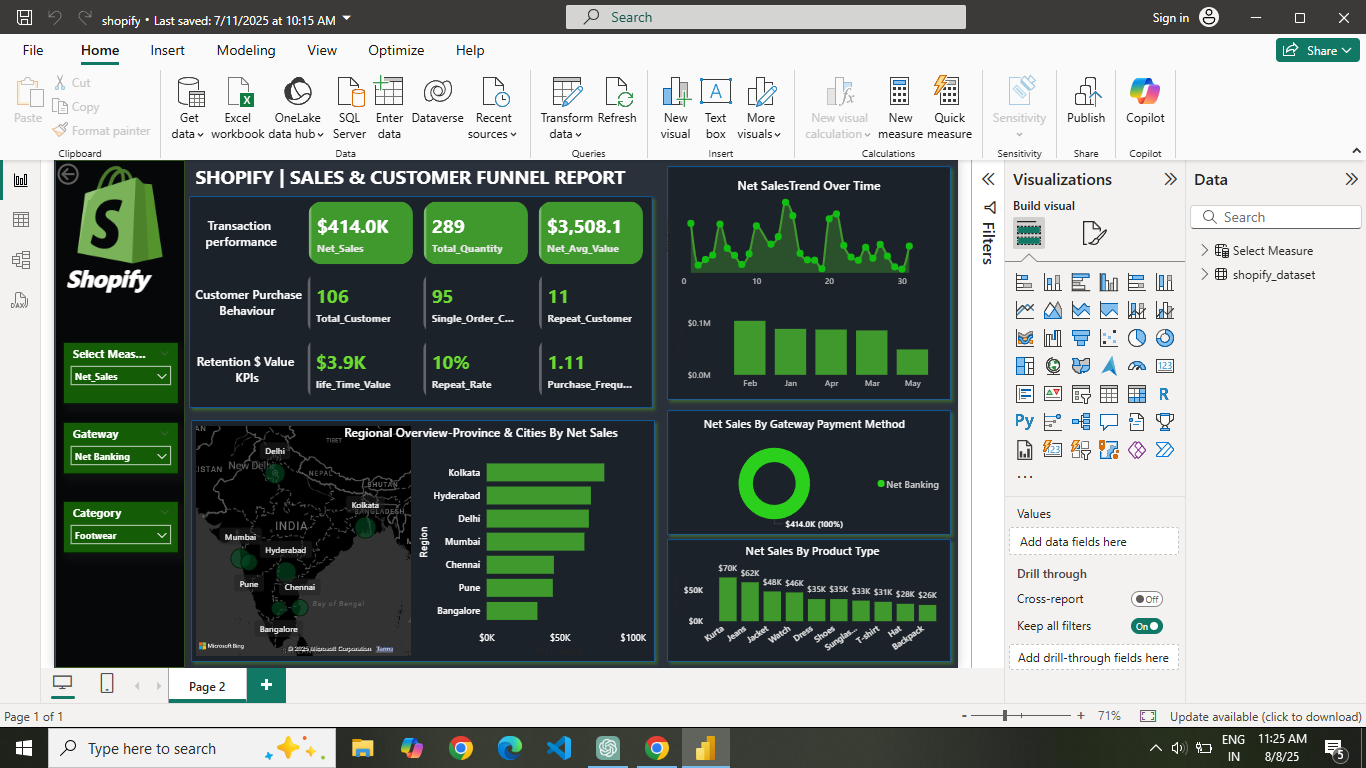 shopify • Last saved: 7/11/2025 at 10:15 AM
Search
Sign in
File Home Insert Modeling View Optimize Help
Share
Paste
Cut
Copy
Format painter
Clipboard
Get data
Excel workbook
OneLake data hub
SQL Server
Enter data
Dataverse
Recent sources
Data
Transform data
Refresh
Queries
New visual
Text box
More visuals
Insert
New visual calculation
New measure
Quick measure
Calculations
Sensitivity
Sensitivity
Publish
Share
Copilot
Copilot
shopify
Select Meas...
Net_Sales
Gateway
Net Banking
Category
Footwear
SHOPIFY | SALES & CUSTOMER FUNNEL REPORT
Transaction performance
$414.0K
Net_Sales
289
Total_Quantity
$3,508.1
Net_Avg_Value
Customer Purchase Behaviour
106
Total_Customer
95
Single_Order_C...
11
Repeat_Customer
Retention $ Value KPIs
$3.9K
life_Time_Value
10%
Repeat_Rate
1.11
Purchase_Frequ...
Regional Overview-Province & Cities By Net Sales
TIBET
Delhi
New Delhi
NEPAL
BHUTAN
Kolkata
BANGLADESH
INDIA
Mumbai
Hyderabad
Pune
Chennai
Bay of Bengal
Bangalore
Microsoft Bing
© 2025 Microsoft Corporation Terms
Region
Kolkata
Hyderabad
Delhi
Mumbai
Chennai
Pune
Bangalore
$0K $50K $100K
Net SalesTrend Over Time
0 10 20 30
$0.1M
$0.0M
Feb Jan Apr Mar May
Net Sales By Gateway Payment Method
Net Banking
$414.0K (100%)
Net Sales By Product Type
$50K
$0K
$70K $62K $48K $46K $35K $35K $33K $31K $28K $26K
Kurta Jeans Jacket Watch Dress Shoes Sunglas... T-shirt Hat Backpack
Filters
Visualizations
Build visual
Py
R
123
...
Values
Add data fields here
Drill through
Cross-report
Off
Keep all filters
On
Add drill-through fields here
Data
Search
Select Measure
shopify_dataset
Page 2
Page 1 of 1
- + 71%
Update available (click to download)
Type here to search
ENG
IN
11:25 AM
8/8/25
5